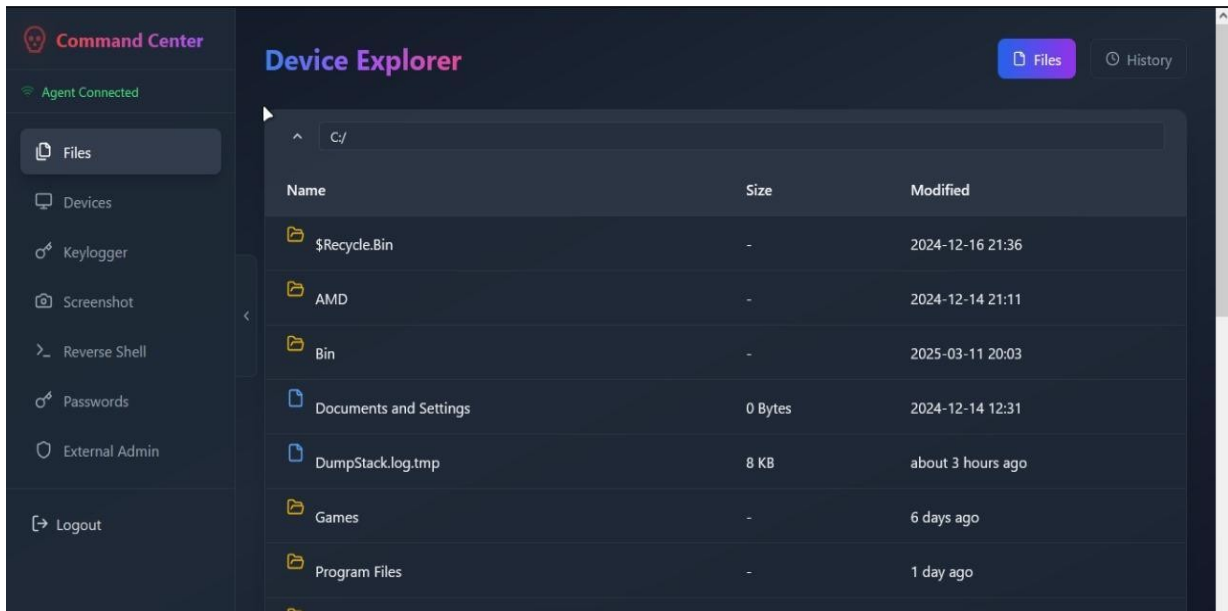 Command Center
Agent Connected
Files
Devices
Keylogger
Screenshot
Reverse Shell
Passwords
External Admin
Logout
Device Explorer
Files
History
C:/
Name Size Modified
$Recycle.Bin - 2024-12-16 21:36
AMD - 2024-12-14 21:11
Bin - 2025-03-11 20:03
Documents and Settings 0 Bytes 2024-12-14 12:31
DumpStack.log.tmp 8 KB about 3 hours ago
Games - 6 days ago
Program Files - 1 day ago